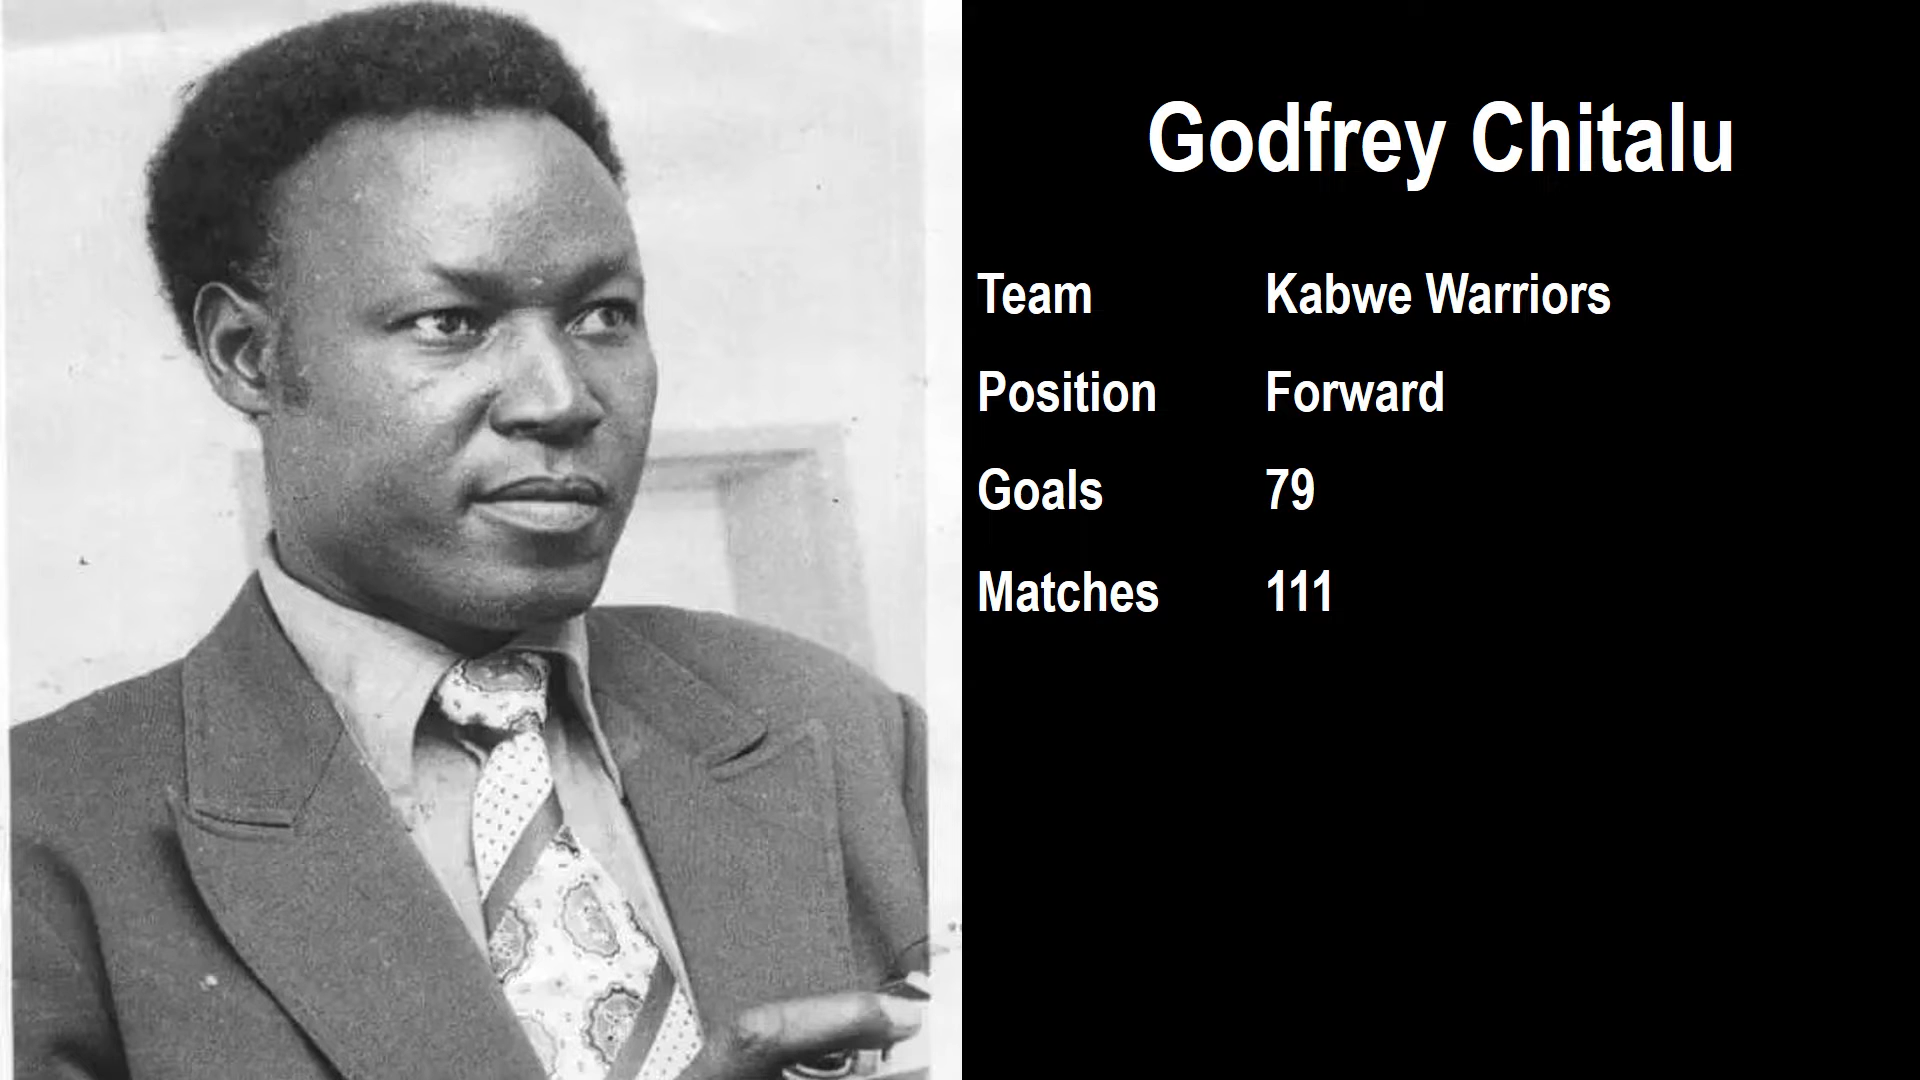 Godfrey Chitalu
Team Kabwe Warriors
Position Forward
Goals 79
Matches 111